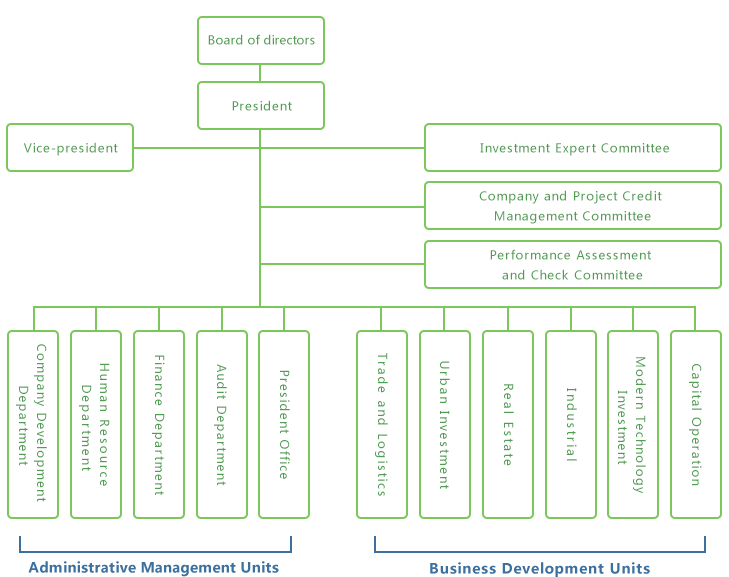 Board of directors
President
Vice-president
Investment Expert Committee
Company and Project Credit
Management Committee
Performance Assessment
and Check Committee
Company Development
Department
Human Resource
Department
Finance Department
Audit Department
President Office
Trade and Logistics
Urban Investment
Real Estate
Industrial
Modern Technology
Investment
Capital Operation
Administrative Management Units
Business Development Units